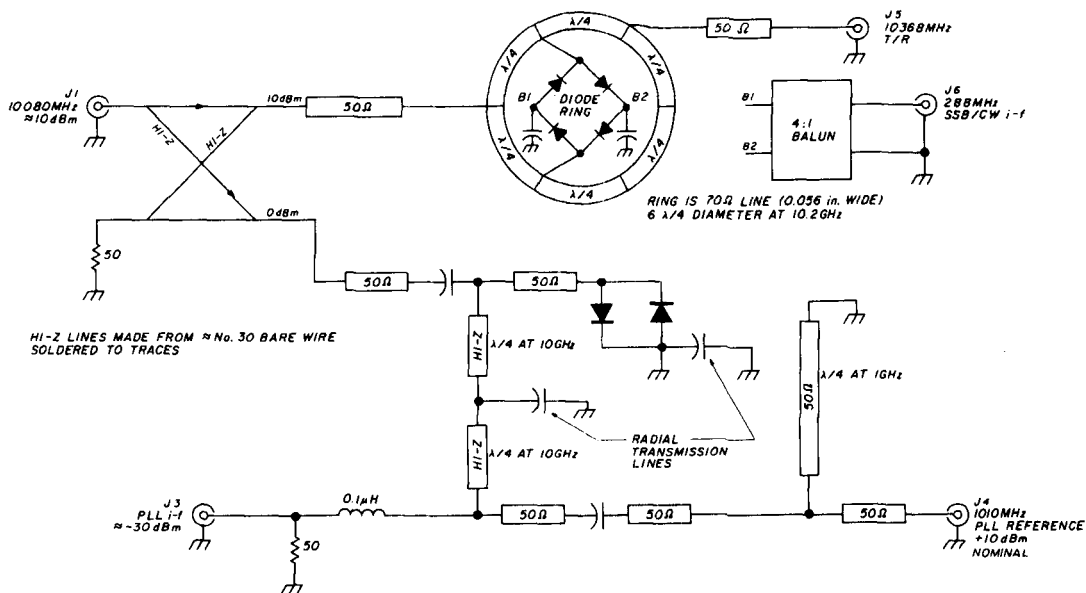 J1
10080MHz
≈10dBm
HI-Z
HI-Z
10dBm
0dBm
50Ω
50
λ/4
λ/4
λ/4
λ/4
λ/4
λ/4
B1
DIODE
RING
B2
50Ω
J5
10368MHz
T/R
B1
B2
4:1
BALUN
J6
288MHz
SSB/CW i-f
RING IS 70Ω LINE (0.056 in. WIDE)
6 λ/4 DIAMETER AT 10.2GHz
HI-Z LINES MADE FROM ≈ No. 30 BARE WIRE
SOLDERED TO TRACES
50Ω
50Ω
HI-Z
λ/4 AT 10GHz
HI-Z
λ/4 AT 10GHz
RADIAL
TRANSMISSION
LINES
50Ω
λ/4 AT 1GHz
J3
PLL i-f
≈-30dBm
50
0.1μH
50Ω
50Ω
50Ω
J4
1010MHz
PLL REFERENCE
+10dBm
NOMINAL